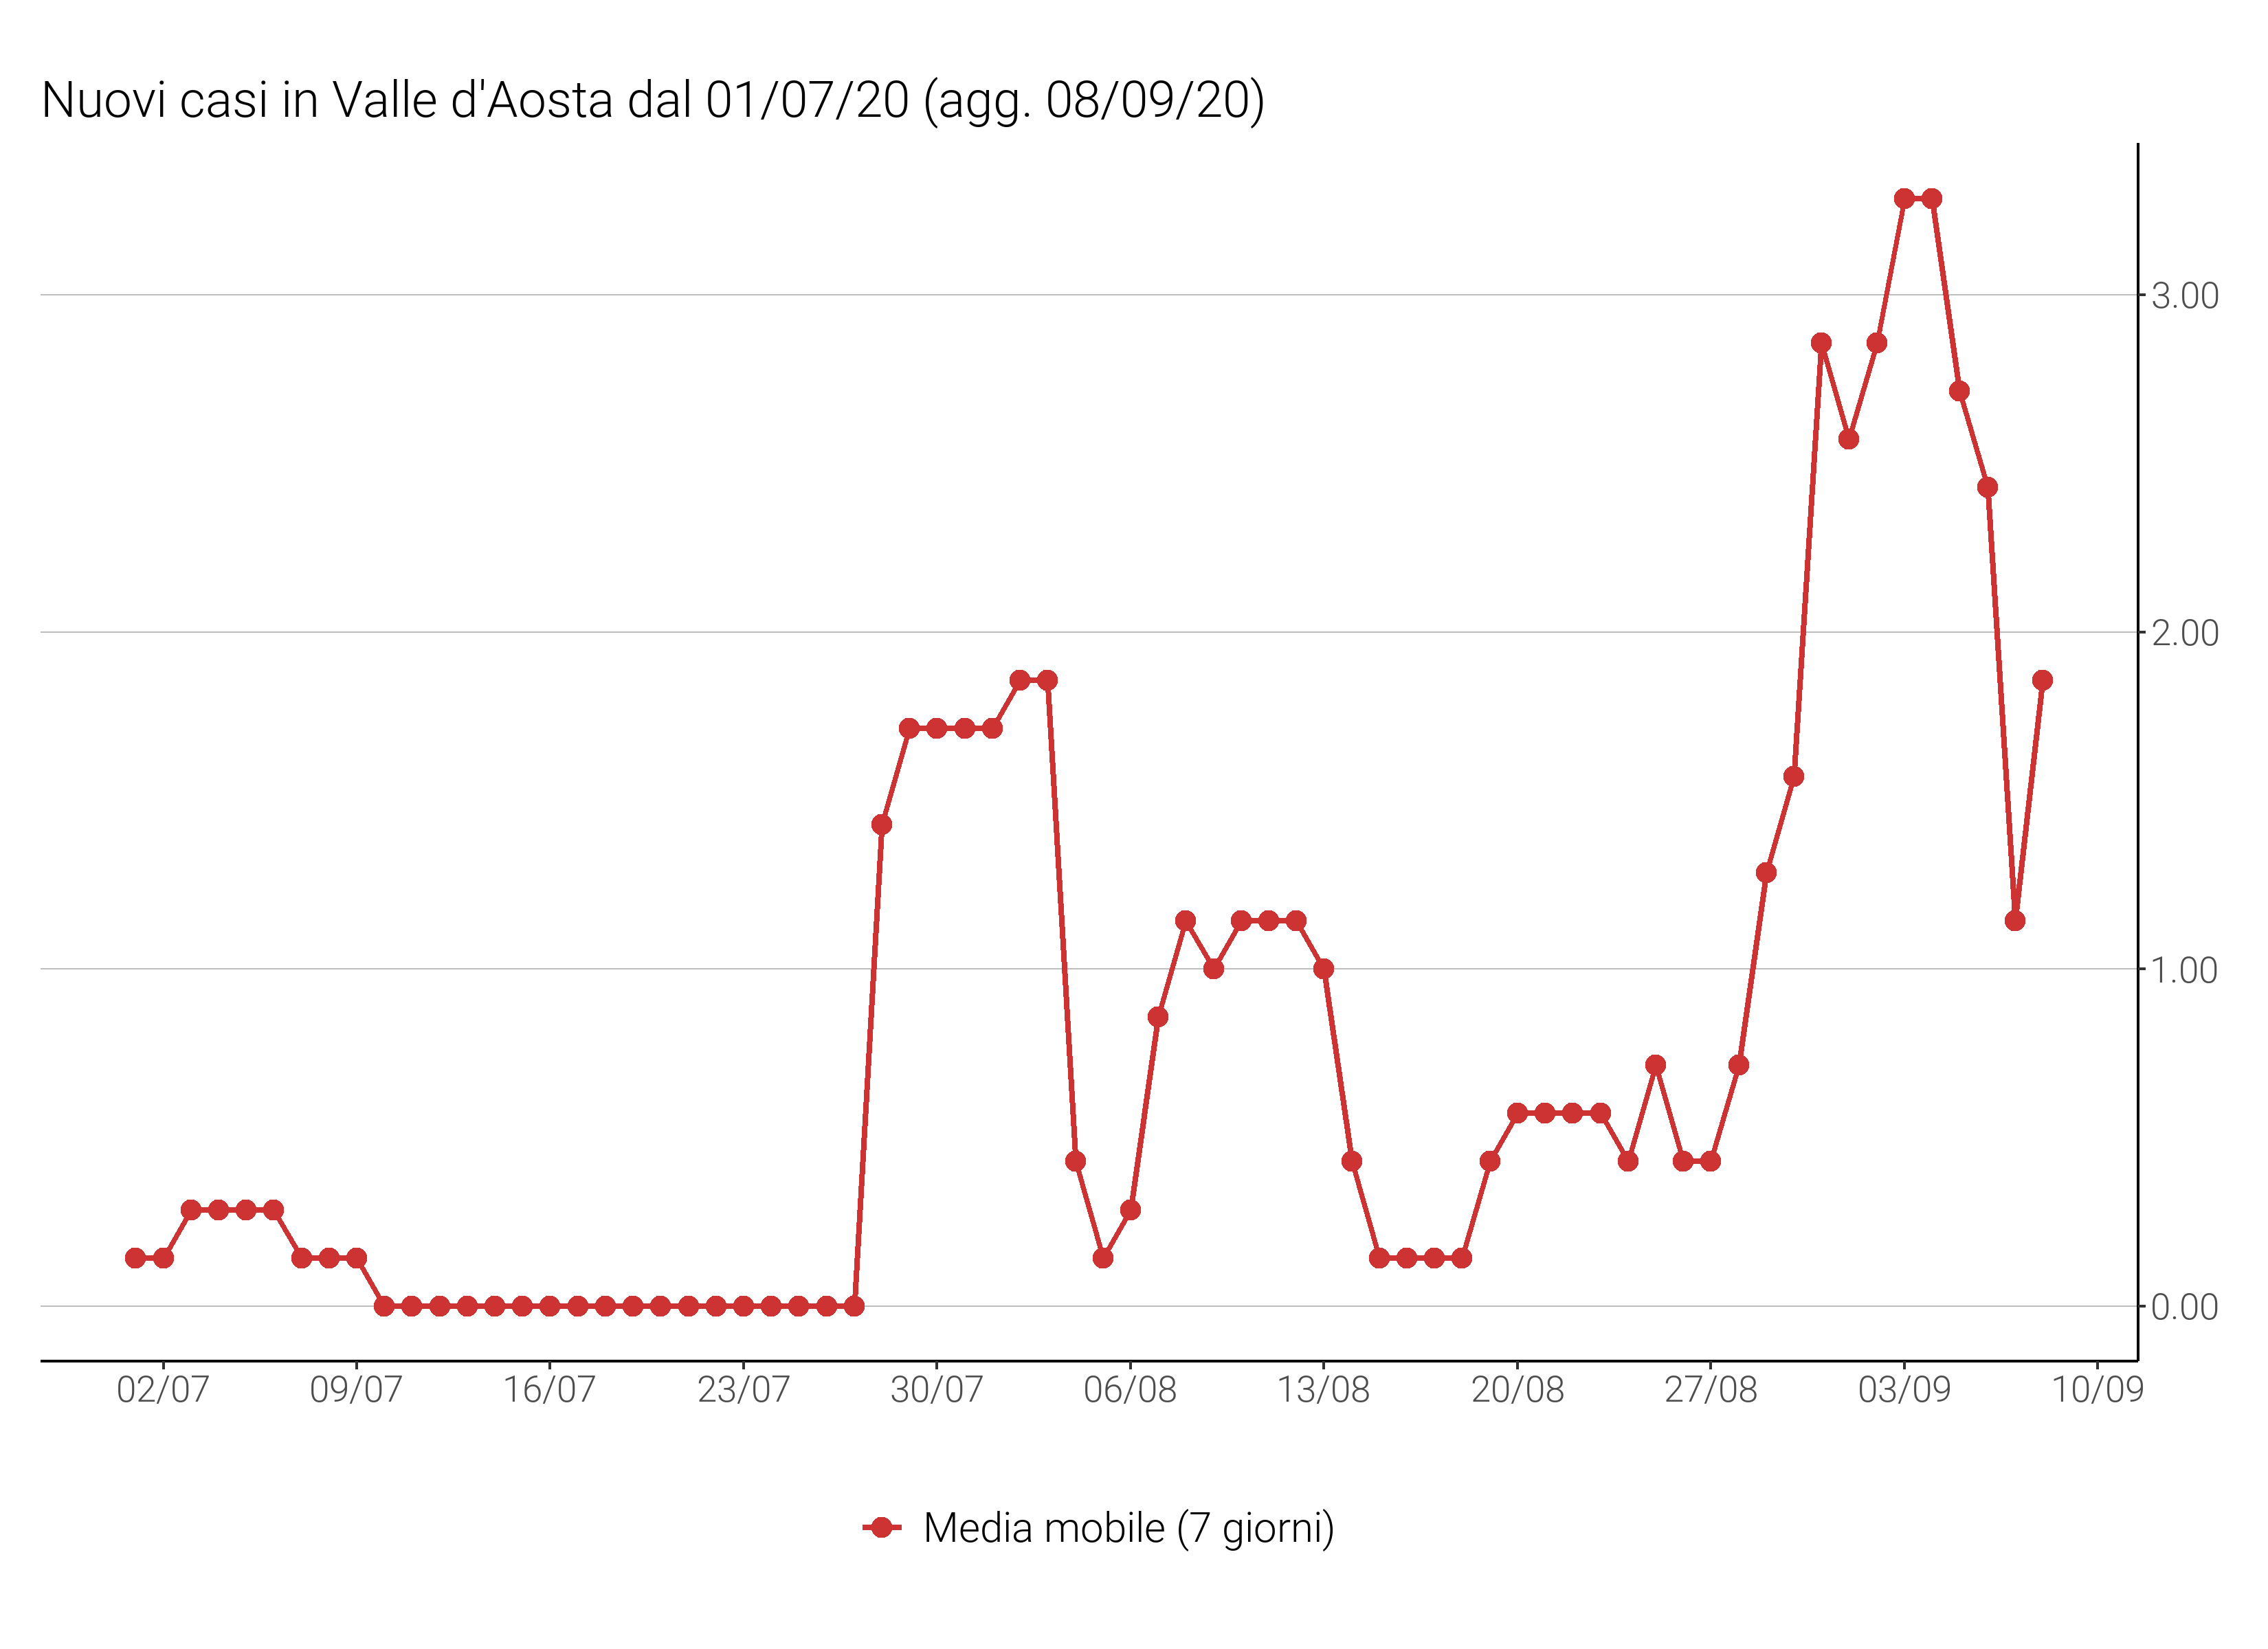 Nuovi casi in Valle d'Aosta dal 01/07/20 (agg. 08/09/20)
3.00
2.00
1.00
0.00
02/07 09/07 16/07 23/07 30/07 06/08 13/08 20/08 27/08 03/09 10/09
Media mobile (7 giorni)